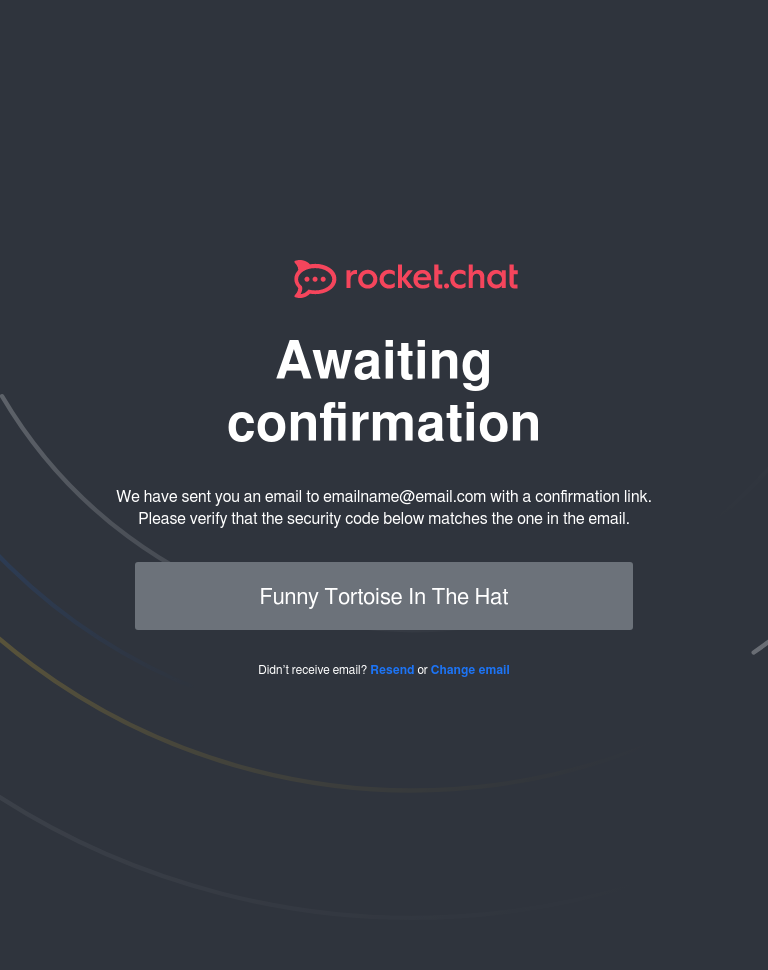 rocket.chat
Awaiting
confirmation
We have sent you an email to emailname@email.com with a confirmation link.
Please verify that the security code below matches the one in the email.
Funny Tortoise In The Hat
Didn’t receive email? Resend or Change email